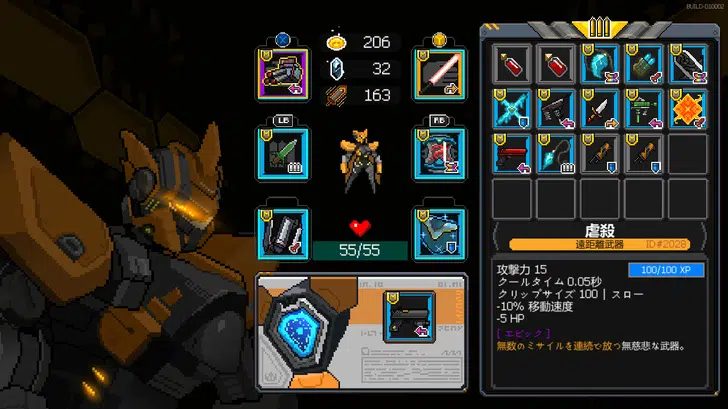 BUILD-010002
206
32
163
LB
RB
55/55
虐殺
遠距離武器 ID#2028
攻撃力 15
100/100 XP
クールタイム 0.05秒
クリップサイズ 100 | スロー
-10% 移動速度
-5 HP
[ エピック ]
無数のミサイルを連続で放つ無慈悲な武器。